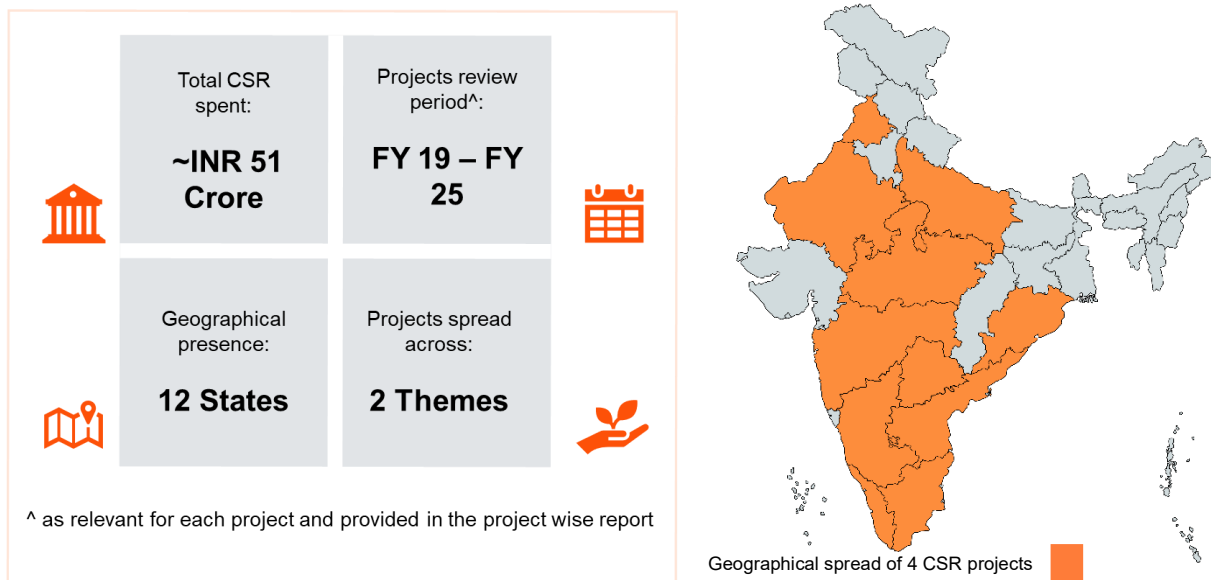 Total CSR
spent:
~INR 51
Crore
Projects review
period^:
FY 19 – FY
25
Geographical
presence:
12 States
Projects spread
across:
2 Themes
^ as relevant for each project and provided in the project wise report
Geographical spread of 4 CSR projects